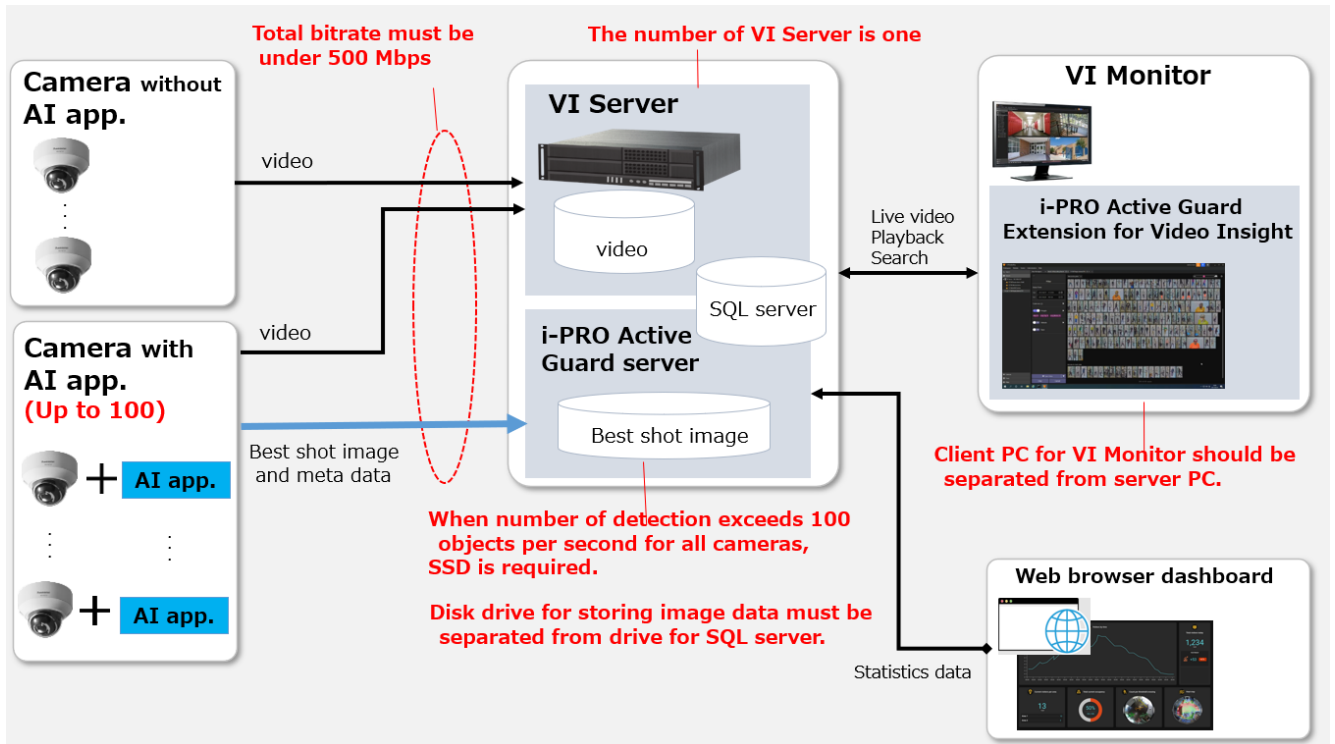 Total bitrate must be
under 500 Mbps
The number of VI Server is one
Camera without
AI app.
video
VI Server
video
SQL server
VI Monitor
i-PRO Active Guard
Extension for Video Insight
Live video
Playback
Search
Camera with
AI app.
(Up to 100)
video
Best shot image
and meta data
AI app.
AI app.
i-PRO Active
Guard server
Best shot image
Client PC for VI Monitor should be
separated from server PC.
When number of detection exceeds 100
objects per second for all cameras,
SSD is required.
Disk drive for storing image data must be
separated from drive for SQL server.
Statistics data
Web browser dashboard
1,234
13
50%